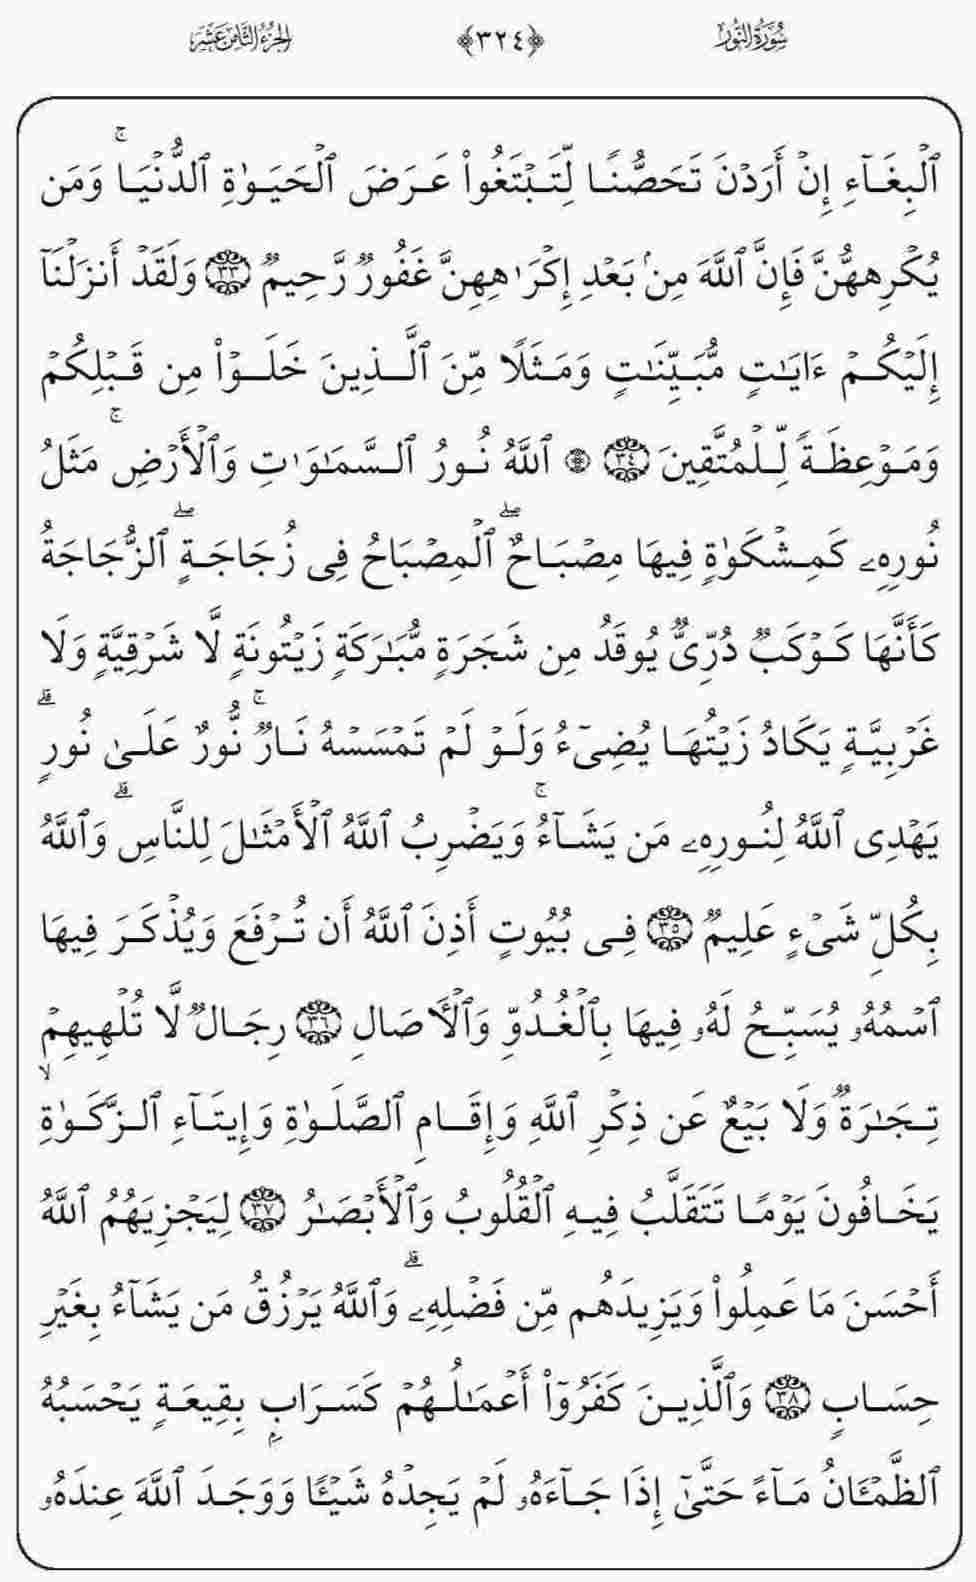 سُورَةُ النُّورِ ﴿٣٢٤﴾ الجُزْءُ الثَّامِنَ عَشَرَ
ٱلۡبِغَآءِ إِنۡ أَرَدۡنَ تَحَصُّنٗا لِّتَبۡتَغُواْ عَرَضَ ٱلۡحَيَوٰةِ ٱلدُّنۡيَاۚ وَمَن
يُكۡرِههُّنَّ فَإِنَّ ٱللَّهَ مِنۢ بَعۡدِ إِكۡرَٰهِهِنَّ غَفُورٞ رَّحِيمٞ ٣٣ وَلَقَدۡ أَنزَلۡنَآ
إِلَيۡكُمۡ ءَايَٰتٖ مُّبَيِّنَٰتٖ وَمَثَلٗا مِّنَ ٱلَّذِينَ خَلَوۡاْ مِن قَبۡلِكُمۡ
وَمَوۡعِظَةٗ لِّلۡمُتَّقِينَ ٣٤ ۞ ٱللَّهُ نُورُ ٱلسَّمَٰوَٰتِ وَٱلۡأَرۡضِۚ مَثَلُ
نُورِهِۦ كَمِشۡكَوٰةٖ فِيهَا مِصۡبَاحٌۖ ٱلۡمِصۡبَاحُ فِي زُجَاجَةٍۖ ٱلزُّجَاجَةُ
كَأَنَّهَا كَوۡكَبٞ دُرِّيّٞ يُوقَدُ مِن شَجَرَةٖ مُّبَٰرَكَةٖ زَيۡتُونَةٖ لَّا شَرۡقِيَّةٖ وَلَا
غَرۡبِيَّةٖ يَكَادُ زَيۡتُهَا يُضِيٓءُ وَلَوۡ لَمۡ تَمۡسَسۡهُ نَارٞۚ نُّورٌ عَلَىٰ نُورٖۗ
يَهۡدِي ٱللَّهُ لِنُورِهِۦ مَن يَشَآءُۚ وَيَضۡرِبُ ٱللَّهُ ٱلۡأَمۡثَٰلَ لِلنَّاسِۗ وَٱللَّهُ
بِكُلِّ شَيۡءٍ عَلِيمٞ ٣٥ فِي بُيُوتٍ أَذِنَ ٱللَّهُ أَن تُرۡفَعَ وَيُذۡكَرَ فِيهَا
ٱسۡمُهُۥ يُسَبِّحُ لَهُۥ فِيهَا بِٱلۡغُدُوِّ وَٱلۡأٓصَالِ ٣٦ رِجَالٞ لَّا تُلۡهِيهِمۡ
تِجَٰرَةٞ وَلَا بَيۡعٌ عَن ذِكۡرِ ٱللَّهِ وَإِقَامِ ٱلصَّلَوٰةِ وَإِيتَآءِ ٱلزَّكَوٰةِۙ
يَخَافُونَ يَوۡمٗا تَتَقَلَّبُ فِيهِ ٱلۡقُلُوبُ وَٱلۡأَبۡصَٰرُ ٣٧ لِيَجۡزِيَهُمُ ٱللَّهُ
أَحۡسَنَ مَا عَمِلُواْ وَيَزِيدَهُم مِّن فَضۡلِهِۦۗ وَٱللَّهُ يَرۡزُقُ مَن يَشَآءُ بِغَيۡرِ
حِسَابٖ ٣٨ وَٱلَّذِينَ كَفَرُوٓاْ أَعۡمَٰلُهُمۡ كَسَرَابِۭ بِقِيعَةٖ يَحۡسَبُهُ
ٱلظَّمۡـَٔانُ مَآءً حَتَّىٰٓ إِذَا جَآءَهُۥ لَمۡ يَجِدۡهُ شَيۡـٔٗا وَوَجَدَ ٱللَّهَ عِندَهُۥ